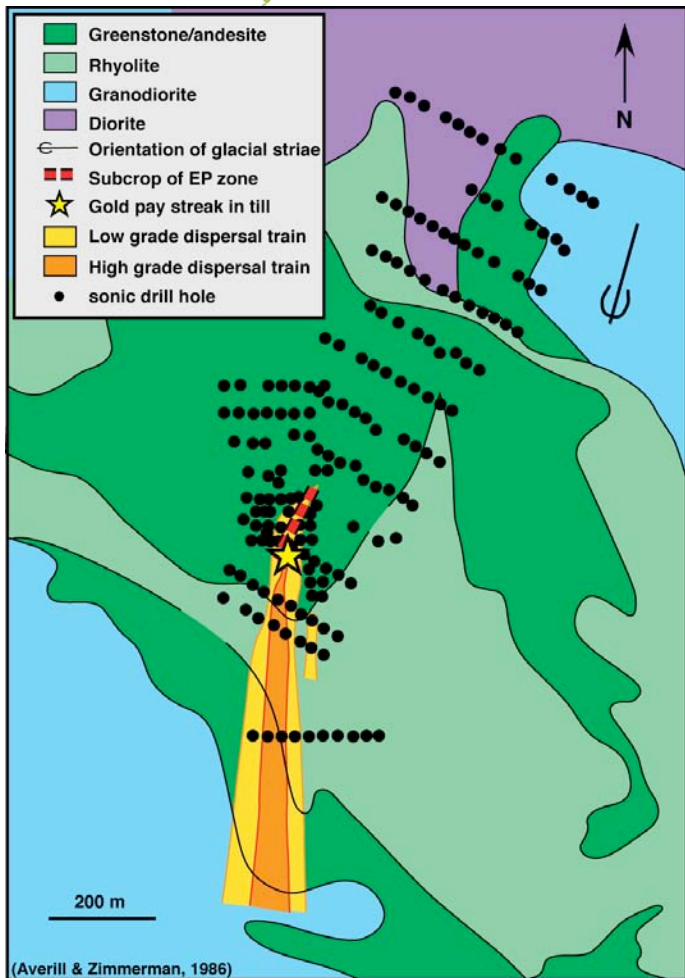 Greenstone/andesite
Rhyolite
Granodiorite
Diorite
Orientation of glacial striae
Subcrop of EP zone
Gold pay streak in till
Low grade dispersal train
High grade dispersal train
sonic drill hole
N
200 m
(Averill & Zimmerman, 1986)